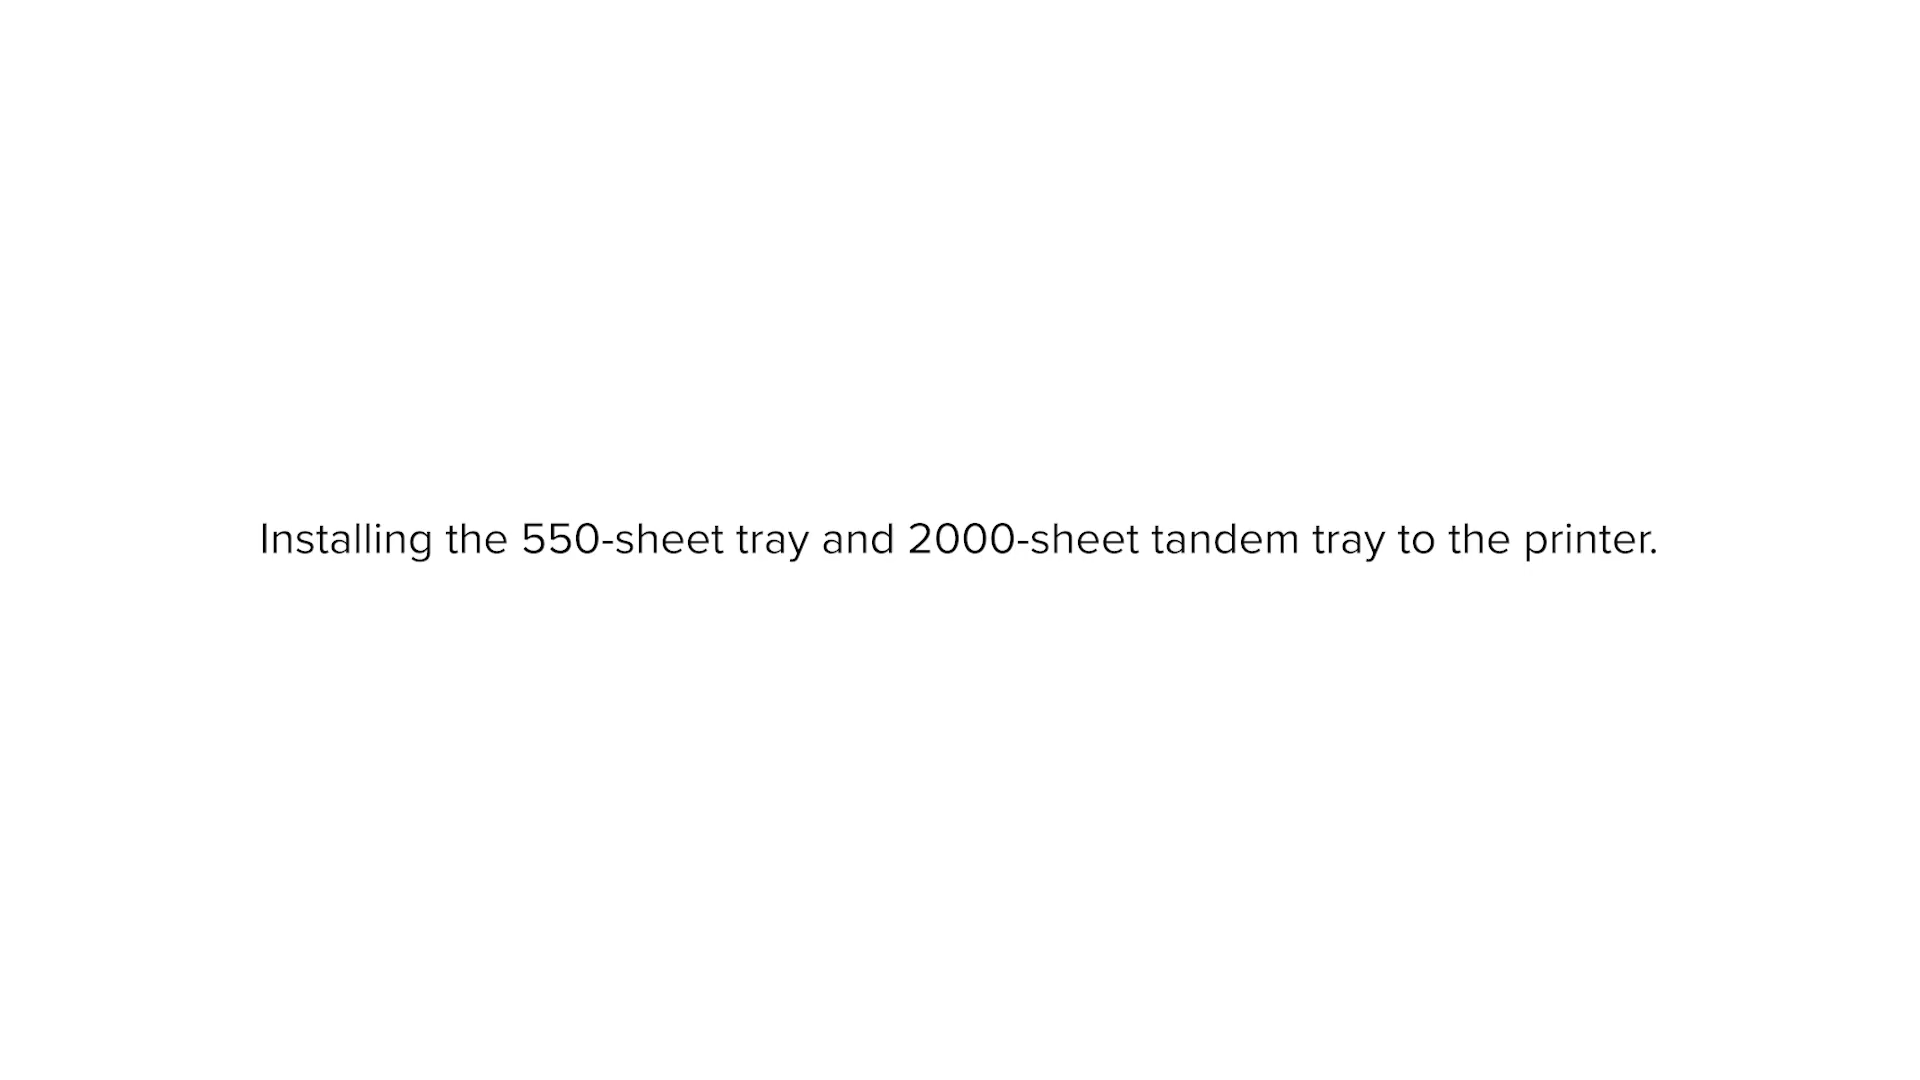 Installing the 550-sheet tray and 2000-sheet tandem tray to the printer.